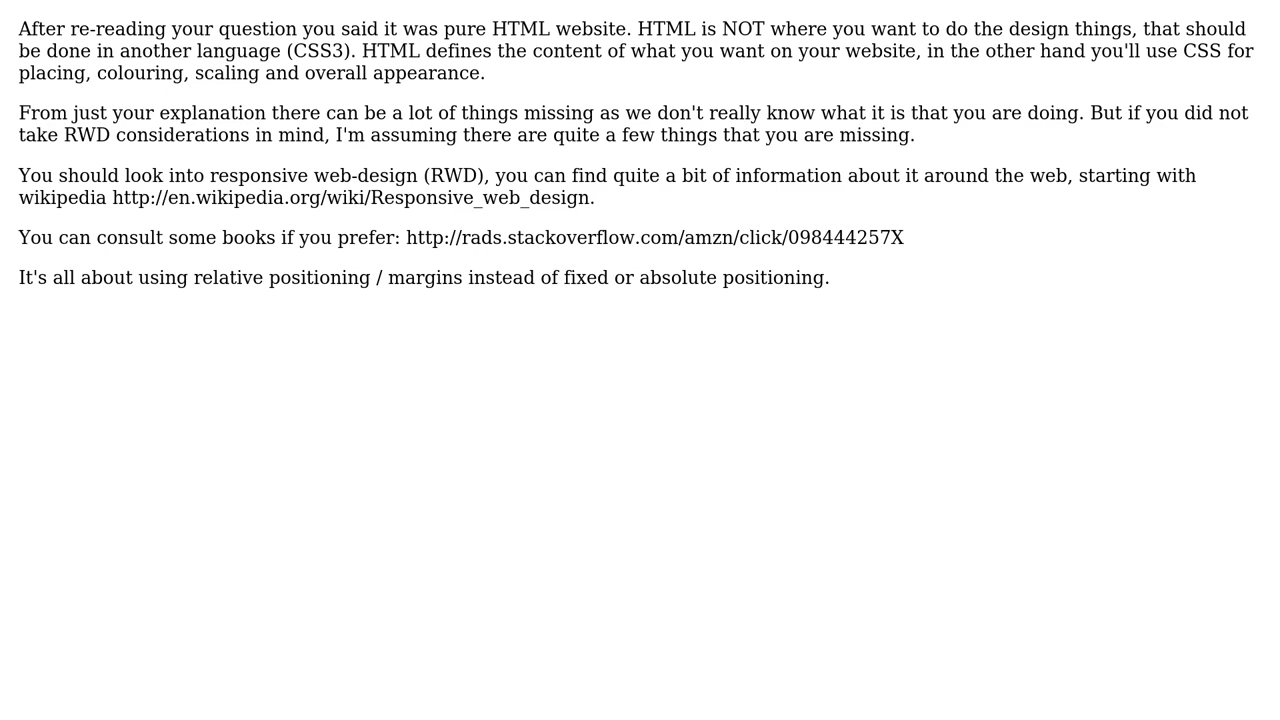 After re-reading your question you said it was pure HTML website. HTML is NOT where you want to do the design things, that should
be done in another language (CSS3). HTML defines the content of what you want on your website, in the other hand you'll use CSS for
placing, colouring, scaling and overall appearance.
From just your explanation there can be a lot of things missing as we don't really know what it is that you are doing. But if you did not
take RWD considerations in mind, I'm assuming there are quite a few things that you are missing.
You should look into responsive web-design (RWD), you can find quite a bit of information about it around the web, starting with
wikipedia http://en.wikipedia.org/wiki/Responsive_web_design.
You can consult some books if you prefer: http://rads.stackoverflow.com/amzn/click/098444257X
It's all about using relative positioning / margins instead of fixed or absolute positioning.